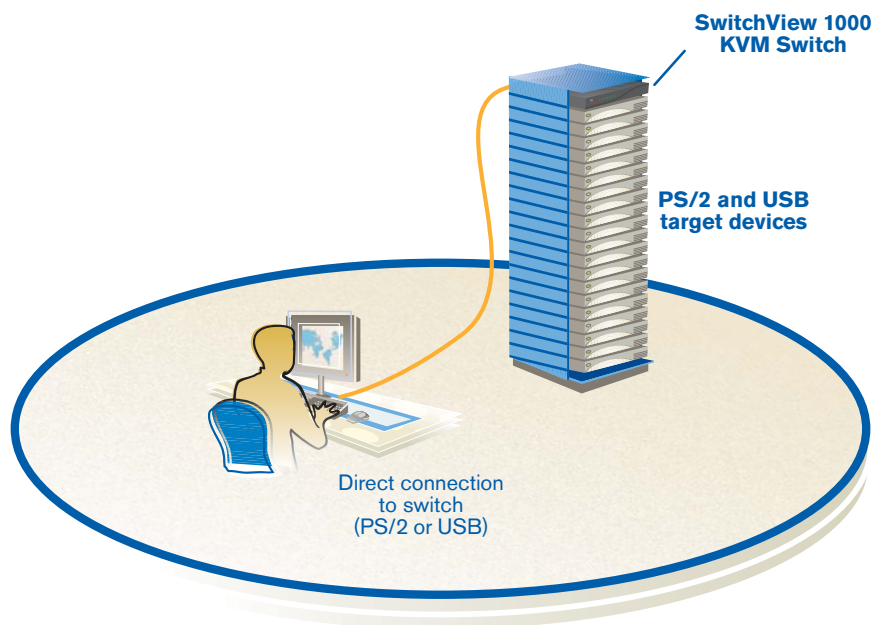 SwitchView 1000
KVM Switch
PS/2 and USB
target devices
Direct connection
to switch
(PS/2 or USB)